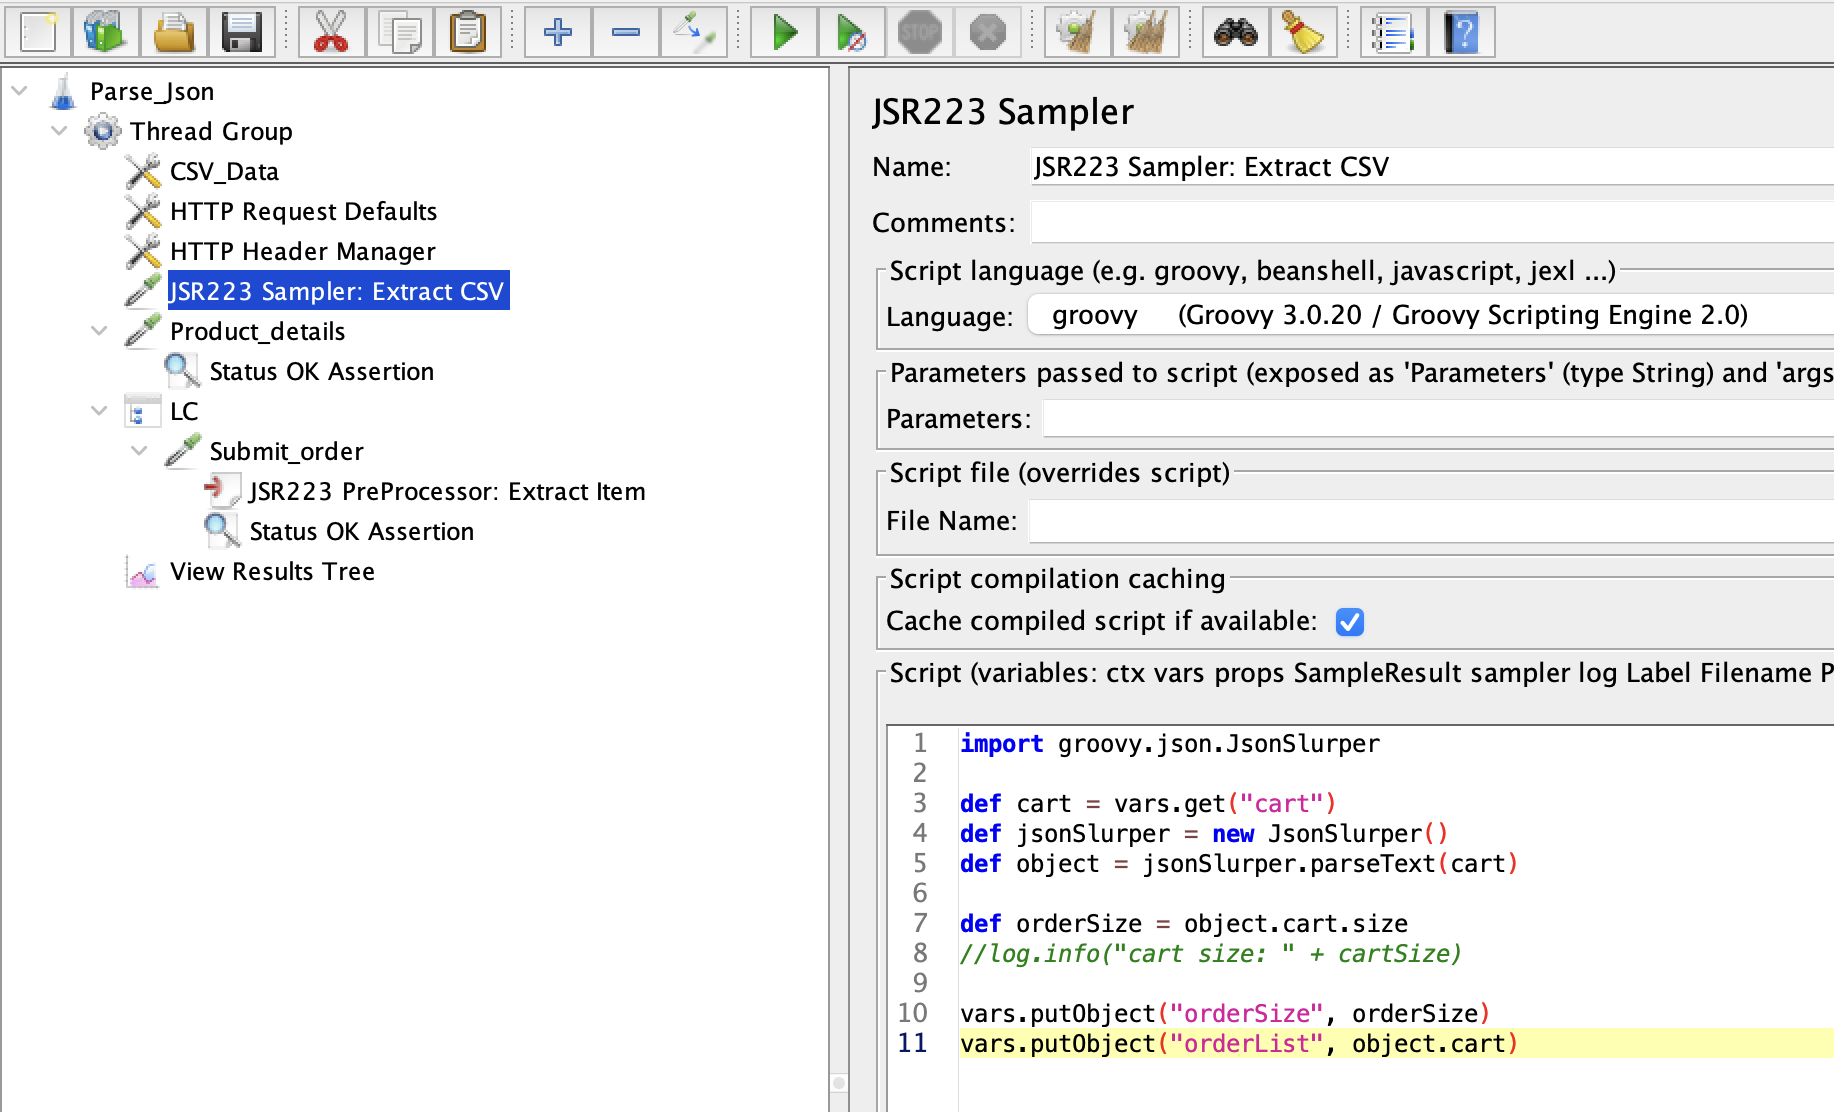 STOP
Parse_Json
Thread Group
CSV_Data
HTTP Request Defaults
HTTP Header Manager
JSR223 Sampler: Extract CSV
Product_details
Status OK Assertion
LC
Submit_order
JSR223 PreProcessor: Extract Item
Status OK Assertion
View Results Tree
JSR223 Sampler
Name: JSR223 Sampler: Extract CSV
Comments:
Script language (e.g. groovy, beanshell, javascript, jexl ...)
Language: groovy (Groovy 3.0.20 / Groovy Scripting Engine 2.0)
Parameters passed to script (exposed as 'Parameters' (type String) and 'args
Parameters:
Script file (overrides script)
File Name:
Script compilation caching
Cache compiled script if available:
Script (variables: ctx vars props SampleResult sampler log Label Filename P
1 import groovy.json.JsonSlurper
2
3 def cart = vars.get("cart")
4 def jsonSlurper = new JsonSlurper()
5 def object = jsonSlurper.parseText(cart)
6
7 def orderSize = object.cart.size
8 //log.info("cart size: " + cartSize)
9
10 vars.putObject("orderSize", orderSize)
11 vars.putObject("orderList", object.cart)